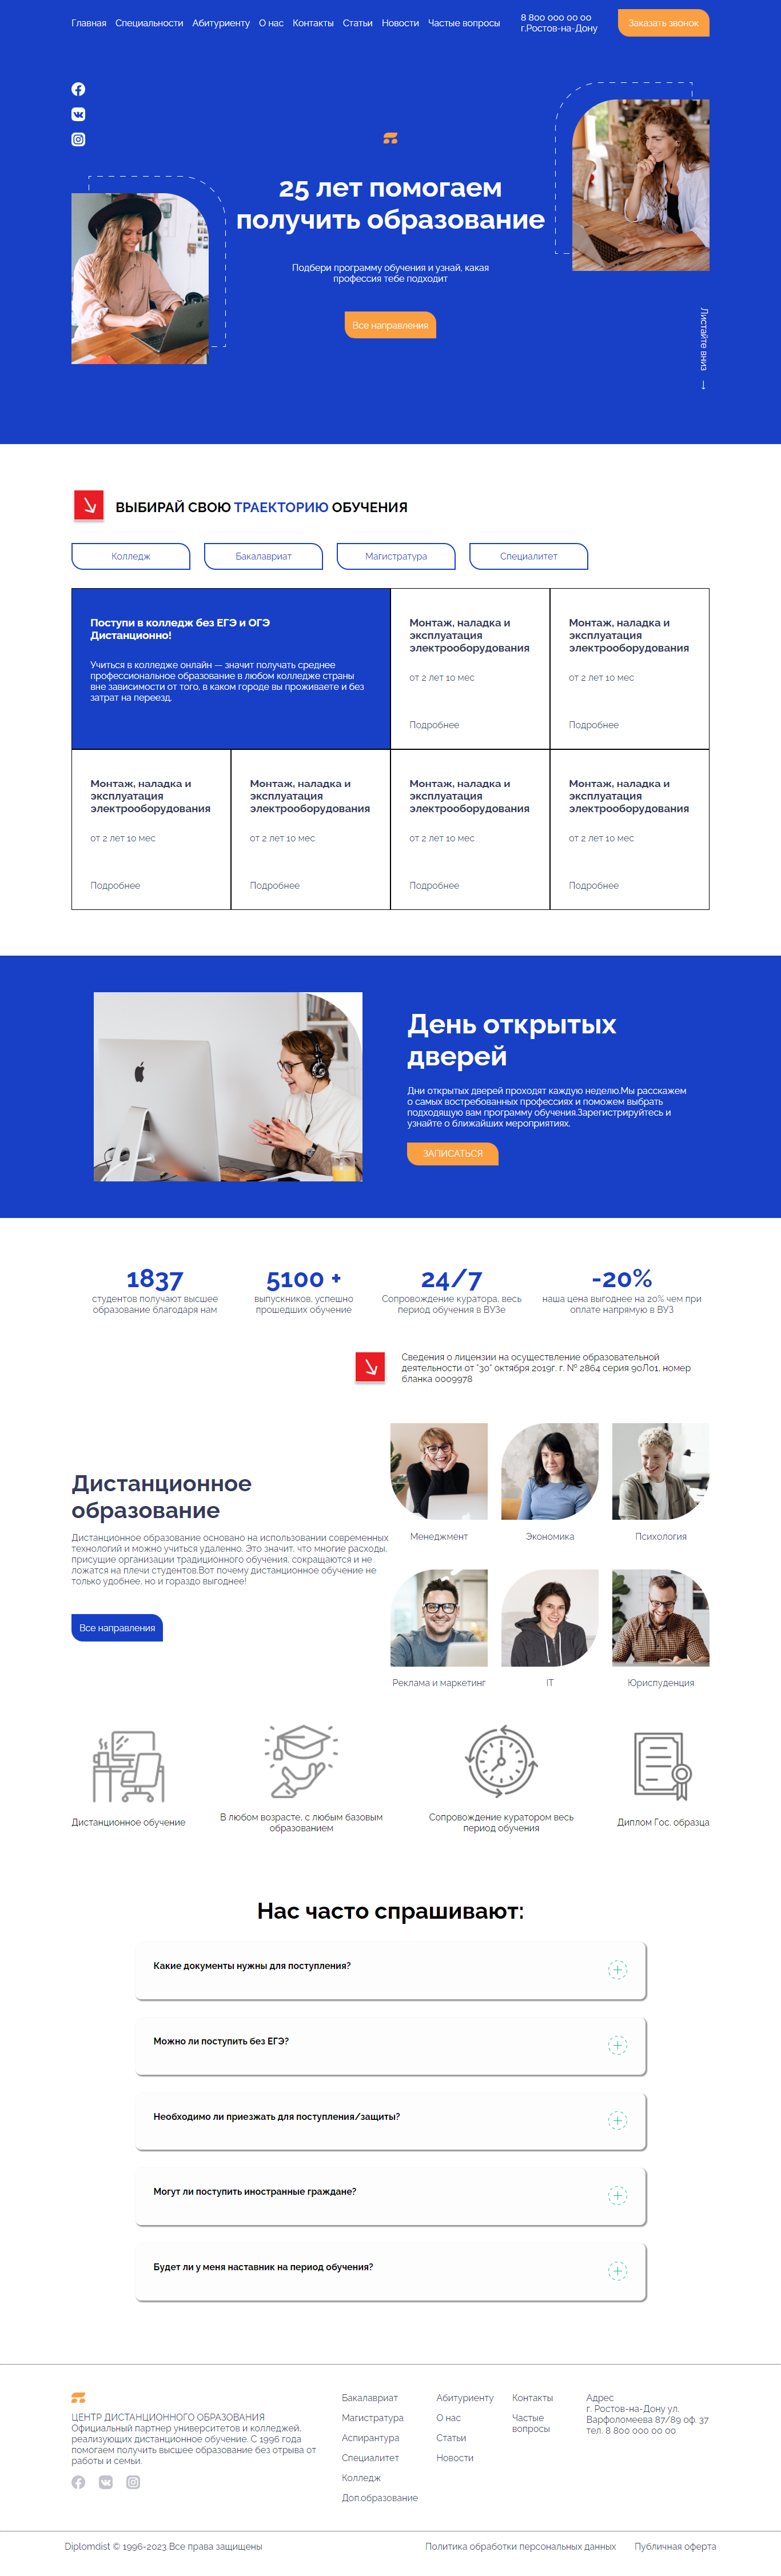 Главная Специальности Абитуриенту О нас Контакты Статьи Новости Частые вопросы
8 800 000 00 00
г.Ростов-на-Дону
Заказать звонок
25 лет помогаем
получить образование
Подбери программу обучения и узнай, какая
профессия тебе подходит
Все направления
Листайте вниз →
ВЫБИРАЙ СВОЮ ТРАЕКТОРИЮ ОБУЧЕНИЯ
Колледж
Бакалавриат
Магистратура
Специалитет
Поступи в колледж без ЕГЭ и ОГЭ
Дистанционно!
Учиться в колледже онлайн — значит получать среднее
профессиональное образование в любом колледже страны
вне зависимости от того, в каком городе вы проживаете и без
затрат на переезд.
Монтаж, наладка и
эксплуатация
электрооборудования
от 2 лет 10 мес
Подробнее
Монтаж, наладка и
эксплуатация
электрооборудования
от 2 лет 10 мес
Подробнее
Монтаж, наладка и
эксплуатация
электрооборудования
от 2 лет 10 мес
Подробнее
Монтаж, наладка и
эксплуатация
электрооборудования
от 2 лет 10 мес
Подробнее
Монтаж, наладка и
эксплуатация
электрооборудования
от 2 лет 10 мес
Подробнее
Монтаж, наладка и
эксплуатация
электрооборудования
от 2 лет 10 мес
Подробнее
День открытых
дверей
Дни открытых дверей проходят каждую неделю.Мы расскажем
о самых востребованных профессиях и поможем выбрать
подходящую вам программу обучения.Зарегистрируйтесь и
узнайте о ближайших мероприятиях.
ЗАПИСАТЬСЯ
1837
студентов получают высшее
образование благодаря нам
5100 +
выпускников, успешно
прошедших обучение
24/7
Сопровождение куратора, весь
период обучения в ВУЗе
-20%
наша цена выгоднее на 20% чем при
оплате напрямую в ВУЗ
Сведения о лицензии на осуществление образовательной
деятельности от "30" октября 2019г. г. № 2864 серия 90Л01, номер
бланка 0009978
Дистанционное
образование
Дистанционное образование основано на использовании современных
технологий и можно учиться удаленно. Это значит, что многие расходы,
присущие организации традиционного обучения, сокращаются и не
ложатся на плечи студентов.Вот почему дистанционное обучение не
только удобнее, но и гораздо выгоднее!
Все направления
Менеджмент
Экономика
Психология
Реклама и маркетинг
IT
Юриспуденция
Дистанционное обучение
В любом возрасте, с любым базовым
образованием
Сопровождение куратором весь
период обучения
Диплом Гос. образца
Нас часто спрашивают:
Какие документы нужны для поступления?
Можно ли поступить без ЕГЭ?
Необходимо ли приезжать для поступления/защиты?
Могут ли поступить иностранные граждане?
Будет ли у меня наставник на период обучения?
ЦЕНТР ДИСТАНЦИОННОГО ОБРАЗОВАНИЯ
Официальный партнер университетов и колледжей,
реализующих дистанционное обучение. С 1996 года
помогаем получить высшее образование без отрыва от
работы и семьи.
Бакалавриат
Магистратура
Аспирантура
Специалитет
Колледж
Доп.образование
Абитуриенту
О нас
Статьи
Новости
Контакты
Частые
вопросы
Адрес
г. Ростов-на-Дону ул.
Варфоломеева 87/89 оф. 37
тел. 8 800 000 00 00
Diplomdist © 1996-2023 Все права защищены
Политика обработки персональных данных
Публичная оферта